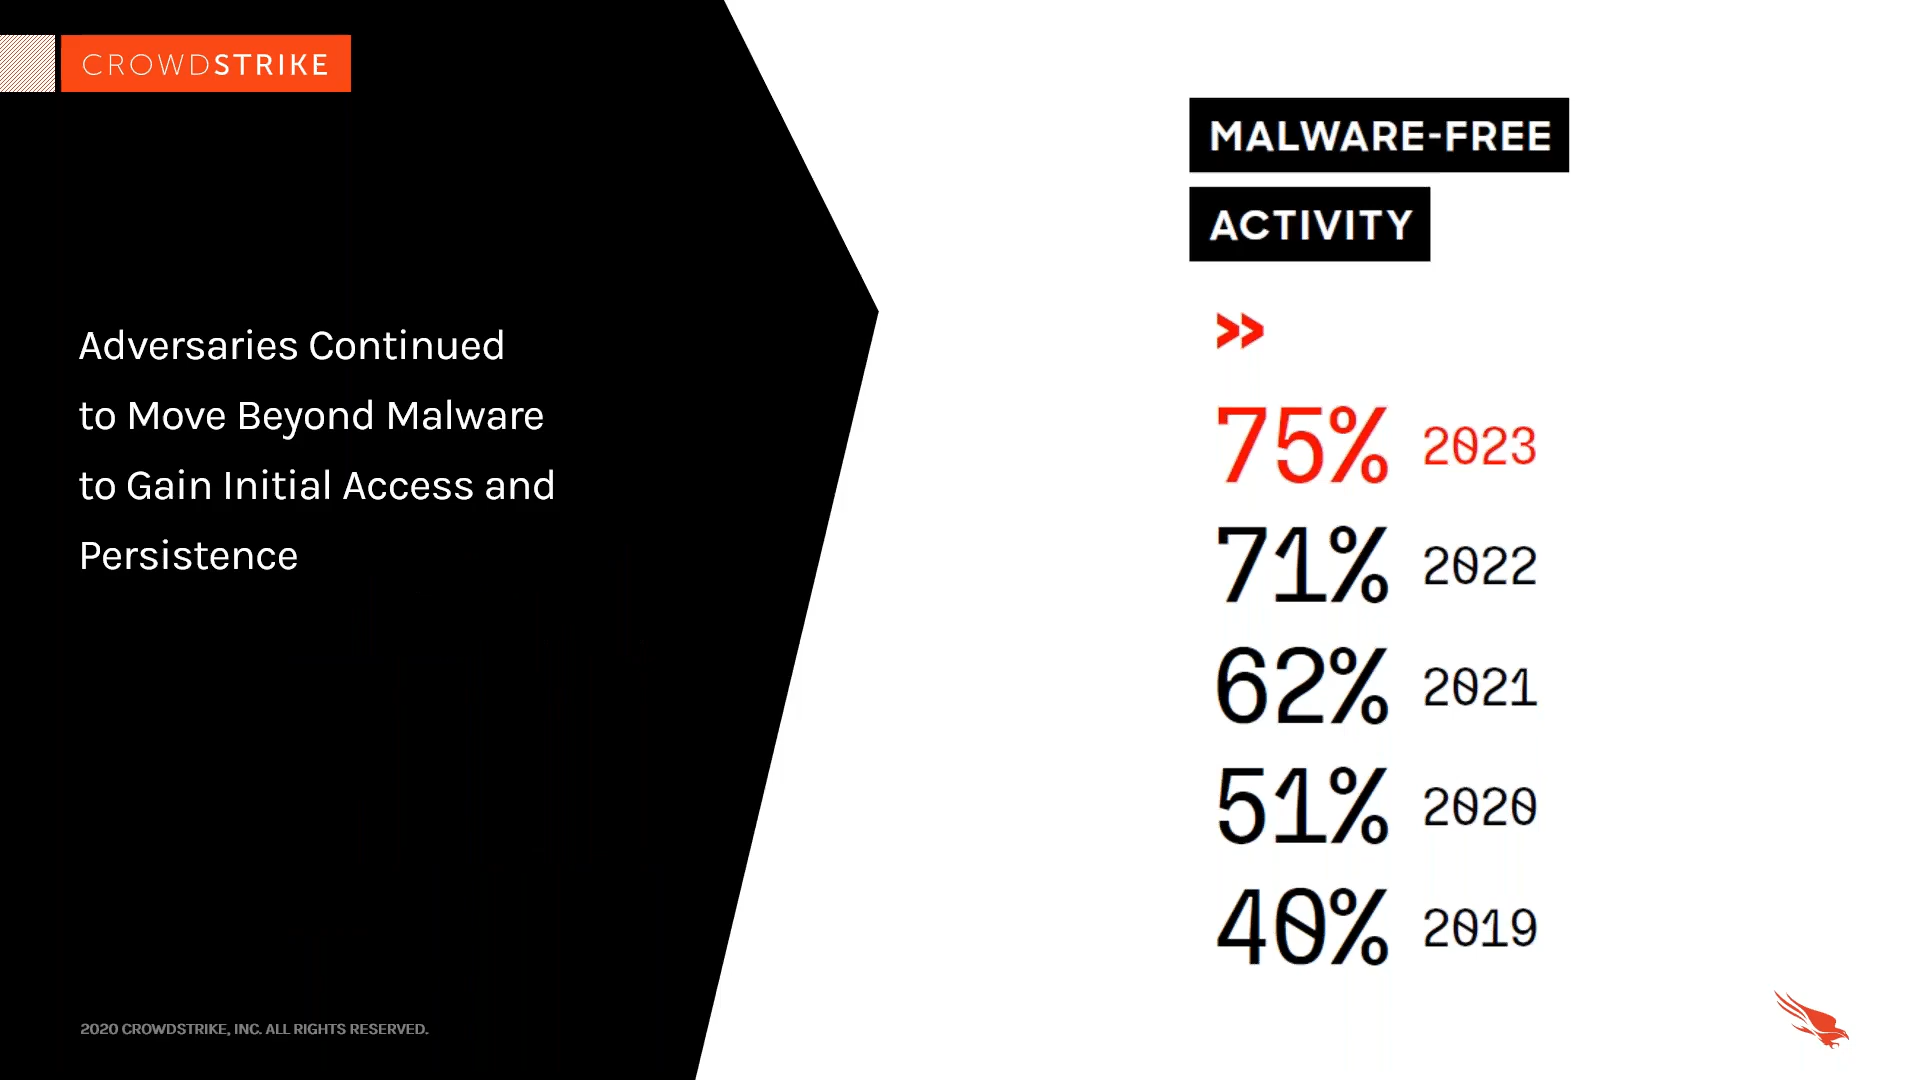 CROWDSTRIKE
Adversaries Continued
to Move Beyond Malware
to Gain Initial Access and
Persistence
2020 CROWDSTRIKE, INC. ALL RIGHTS RESERVED.
MALWARE-FREE
ACTIVITY
»
75% 2023
71% 2022
62% 2021
51% 2020
40% 2019